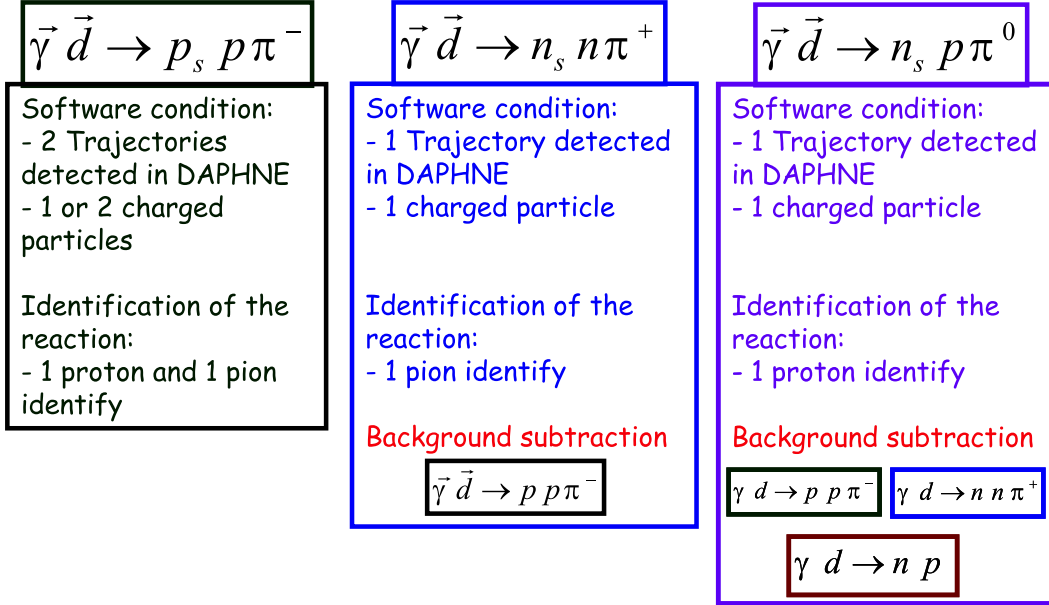 γ⃗ d⃗ → p_s p π⁻
Software condition:
- 2 Trajectories
detected in DAPHNE
- 1 or 2 charged
particles
Identification of the
reaction:
- 1 proton and 1 pion
identify
γ⃗ d⃗ → n_s n π⁺
Software condition:
- 1 Trajectory detected
in DAPHNE
- 1 charged particle
Identification of the
reaction:
- 1 pion identify
Background subtraction
γ⃗ d⃗ → p p π⁻
γ⃗ d⃗ → n_s p π⁰
Software condition:
- 1 Trajectory detected
in DAPHNE
- 1 charged particle
Identification of the
reaction:
- 1 proton identify
Background subtraction
γ d → p p π⁻
γ d → n n π⁺
γ d → n p